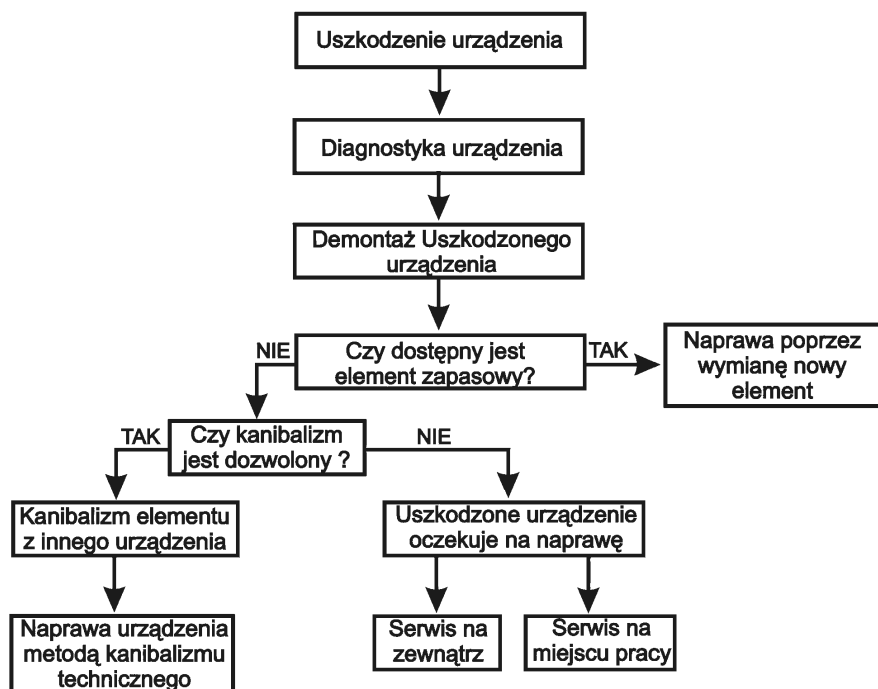 Uszkodzenie urządzenia
Diagnostyka urządzenia
Demontaż Uszkodzonego
urządzenia
NIE
Czy dostępny jest
element zapasowy?
TAK
Naprawa poprzez
wymianę nowy
element
TAK
Czy kanibalizm
jest dozwolony ?
NIE
Kanibalizm elementu
z innego urządzenia
Uszkodzone urządzenie
oczekuje na naprawę
Naprawa urządzenia
metodą kanibalizmu
technicznego
Serwis na
zewnątrz
Serwis na
miejscu pracy